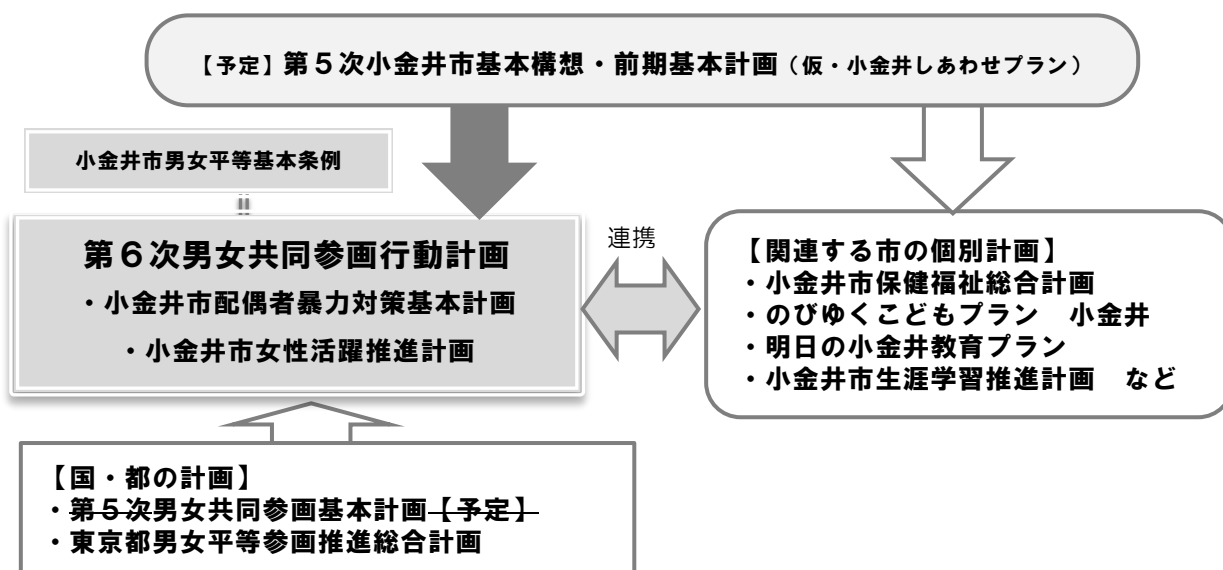 【予定】第５次小金井市基本構想・前期基本計画（仮・小金井しあわせプラン）
小金井市男女平等基本条例
第６次男女共同参画行動計画
・小金井市配偶者暴力対策基本計画
・小金井市女性活躍推進計画
連携
【関連する市の個別計画】
・小金井市保健福祉総合計画
・のびゆくこどもプラン　小金井
・明日の小金井教育プラン
・小金井市生涯学習推進計画　など
【国・都の計画】
・第５次男女共同参画基本計画【予定】
・東京都男女平等参画推進総合計画